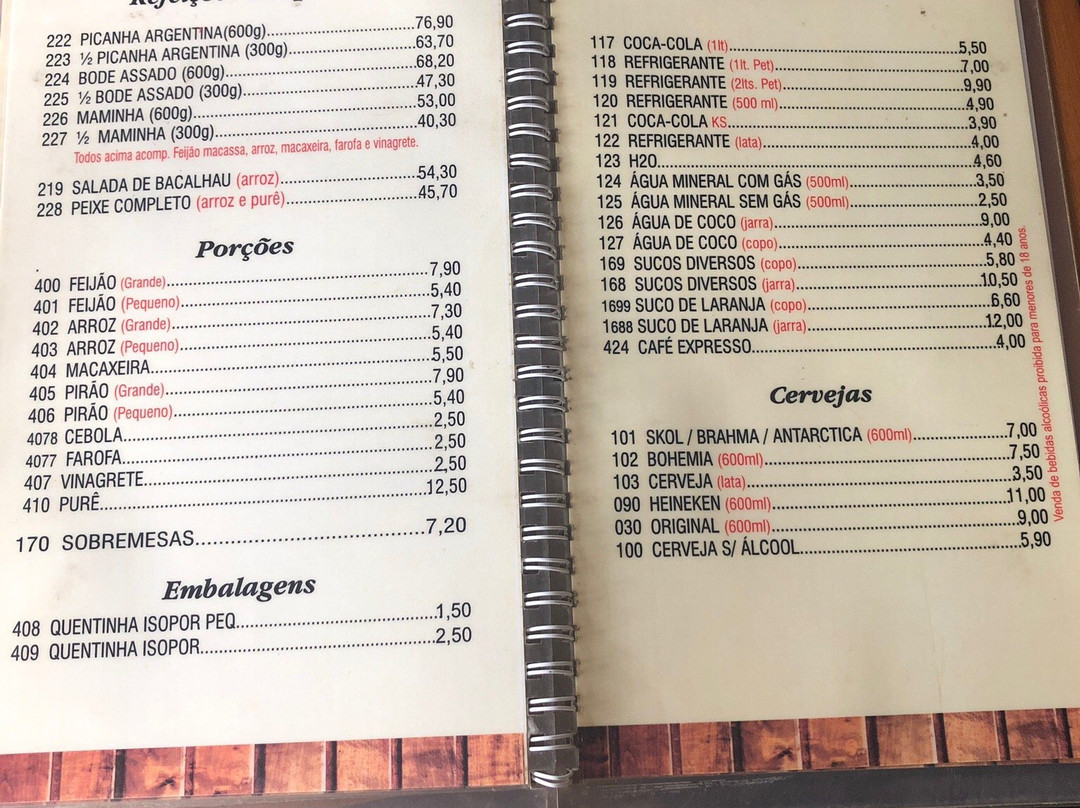 222 PICANHA ARGENTINA(600g)....76,90
223 ½ PICANHA ARGENTINA (300g)....63,70
224 BODE ASSADO (600g)....68,20
225 ½ BODE ASSADO (300g)....47,30
226 MAMINHA (600g)....53,00
227 ½ MAMINHA (300g)....40,30
Todos acima acomp. Feijão macassa, arroz, macaxeira, farofa e vinagrete.
219 SALADA DE BACALHAU (arroz)....54,30
228 PEIXE COMPLETO (arroz e purê)....45,70
Porções
400 FEIJÃO (Grande)....7,90
401 FEIJÃO (Pequeno)....5,40
402 ARROZ (Grande)....7,30
403 ARROZ (Pequeno)....5,40
404 MACAXEIRA....5,50
405 PIRÃO (Grande)....7,90
406 PIRÃO (Pequeno)....5,40
4078 CEBOLA....2,50
4077 FAROFA....2,50
407 VINAGRETE....2,50
410 PURÊ....12,50
170 SOBREMESAS....7,20
Embalagens
408 QUENTINHA ISOPOR PEQ....1,50
409 QUENTINHA ISOPOR....2,50
117 COCA-COLA (1lt)....5,50
118 REFRIGERANTE (1lt. Pet)....7,00
119 REFRIGERANTE (2lts. Pet)....9,90
120 REFRIGERANTE (500 ml)....4,90
121 COCA-COLA KS....3,90
122 REFRIGERANTE (lata)....4,00
123 H2O....4,60
124 ÁGUA MINERAL COM GÁS (500ml)....3,50
125 ÁGUA MINERAL SEM GÁS (500ml)....2,50
126 ÁGUA DE COCO (jarra)....9,00
127 ÁGUA DE COCO (copo)....4,40
169 SUCOS DIVERSOS (copo)....5,80
168 SUCOS DIVERSOS (jarra)....10,50
1699 SUCO DE LARANJA (copo)....6,60
1688 SUCO DE LARANJA (jarra)....12,00
424 CAFÉ EXPRESSO....4,00
Cervejas
101 SKOL / BRAHMA / ANTARCTICA (600ml)....7,00
102 BOHEMIA (600ml)....7,50
103 CERVEJA (lata)....3,50
090 HEINEKEN (600ml)....11,00
030 ORIGINAL (600ml)....9,00
100 CERVEJA S/ ÁLCOOL....5,90
Venda de bebidas alcoólicas proibida para menores de 18 anos.